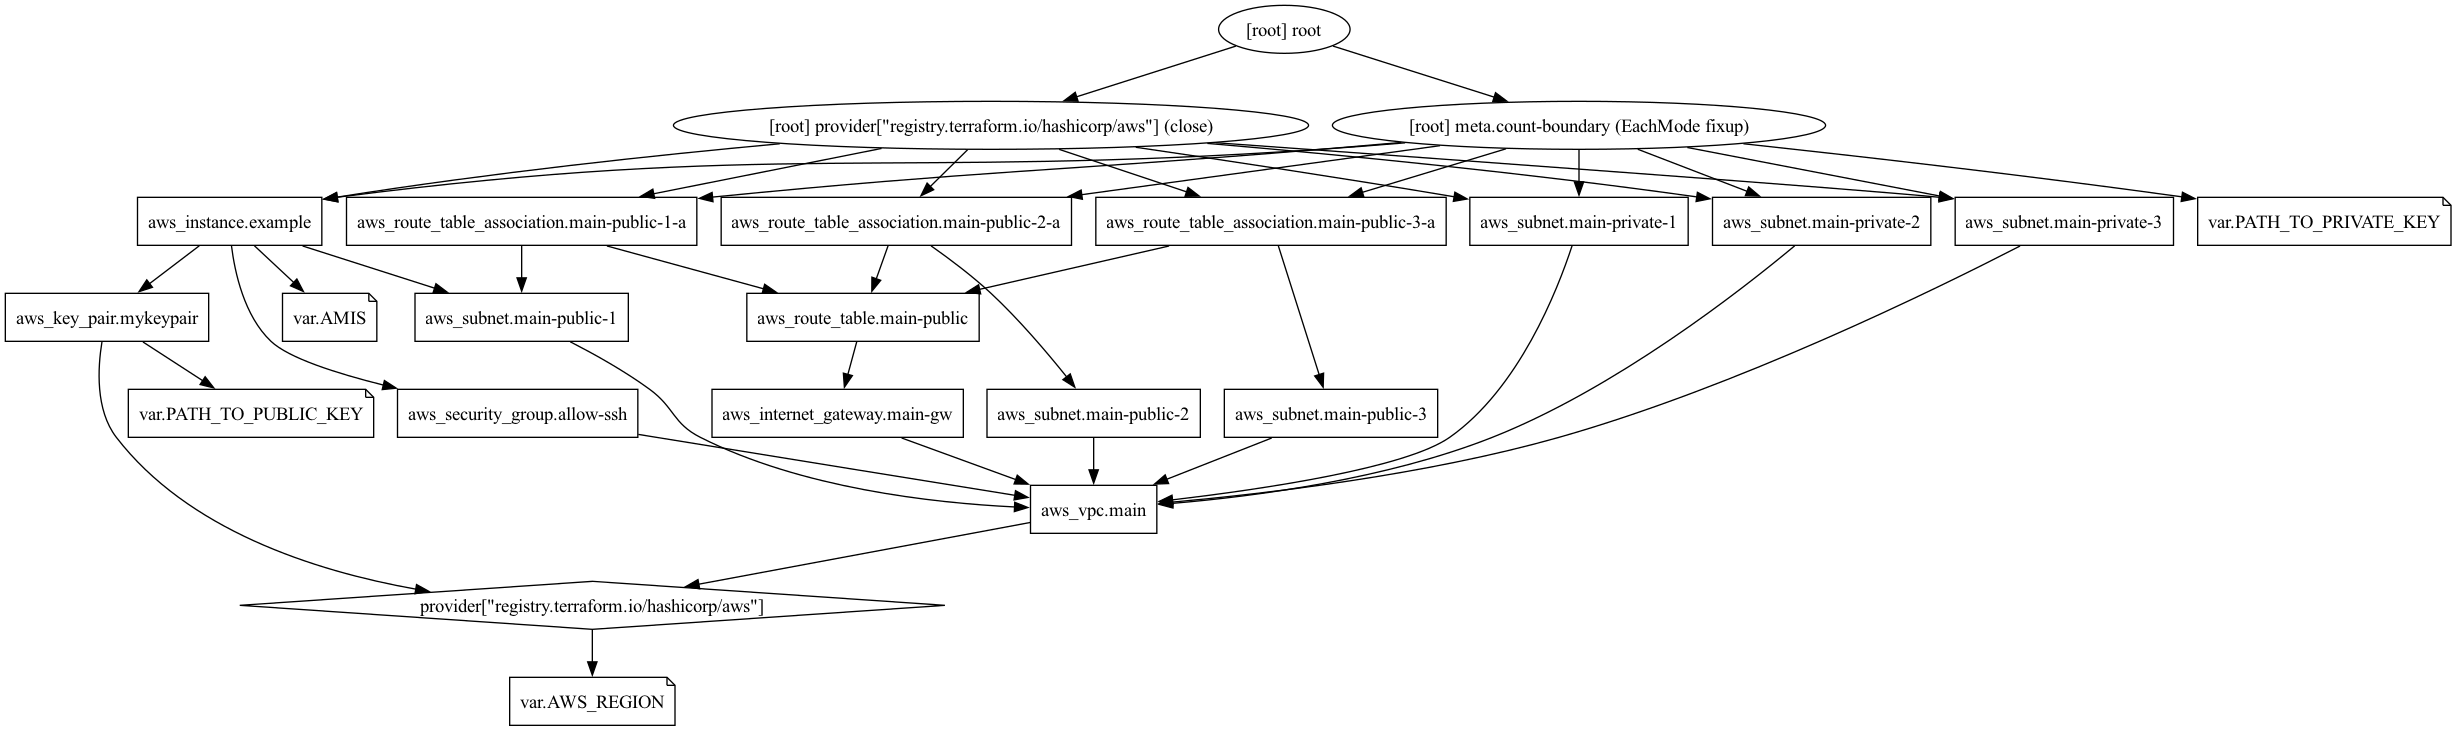 [root] root
[root] provider["registry.terraform.io/hashicorp/aws"] (close)
[root] meta.count-boundary (EachMode fixup)
aws_instance.example
aws_route_table_association.main-public-1-a
aws_route_table_association.main-public-2-a
aws_route_table_association.main-public-3-a
aws_subnet.main-private-1
aws_subnet.main-private-2
aws_subnet.main-private-3
var.PATH_TO_PRIVATE_KEY
aws_key_pair.mykeypair
var.AMIS
aws_subnet.main-public-1
aws_route_table.main-public
var.PATH_TO_PUBLIC_KEY
aws_security_group.allow-ssh
aws_internet_gateway.main-gw
aws_subnet.main-public-2
aws_subnet.main-public-3
aws_vpc.main
provider["registry.terraform.io/hashicorp/aws"]
var.AWS_REGION